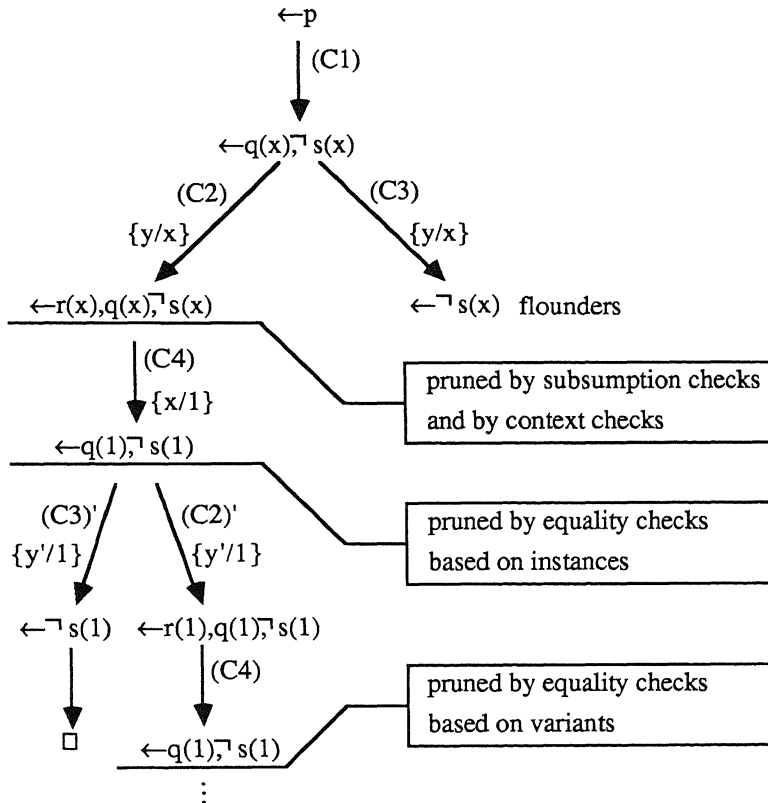 ←p
(C1)
←q(x),¬ s(x)
(C2)
(C3)
{y/x}
{y/x}
←r(x),q(x),¬ s(x)
←¬ s(x) flounders
(C4)
{x/1}
pruned by subsumption checks
and by context checks
←q(1),¬ s(1)
(C3)'
(C2)'
{y'/1}
{y'/1}
pruned by equality checks
based on instances
←¬ s(1)
←r(1),q(1),¬ s(1)
(C4)
pruned by equality checks
based on variants
□
←q(1),¬ s(1)
⋮